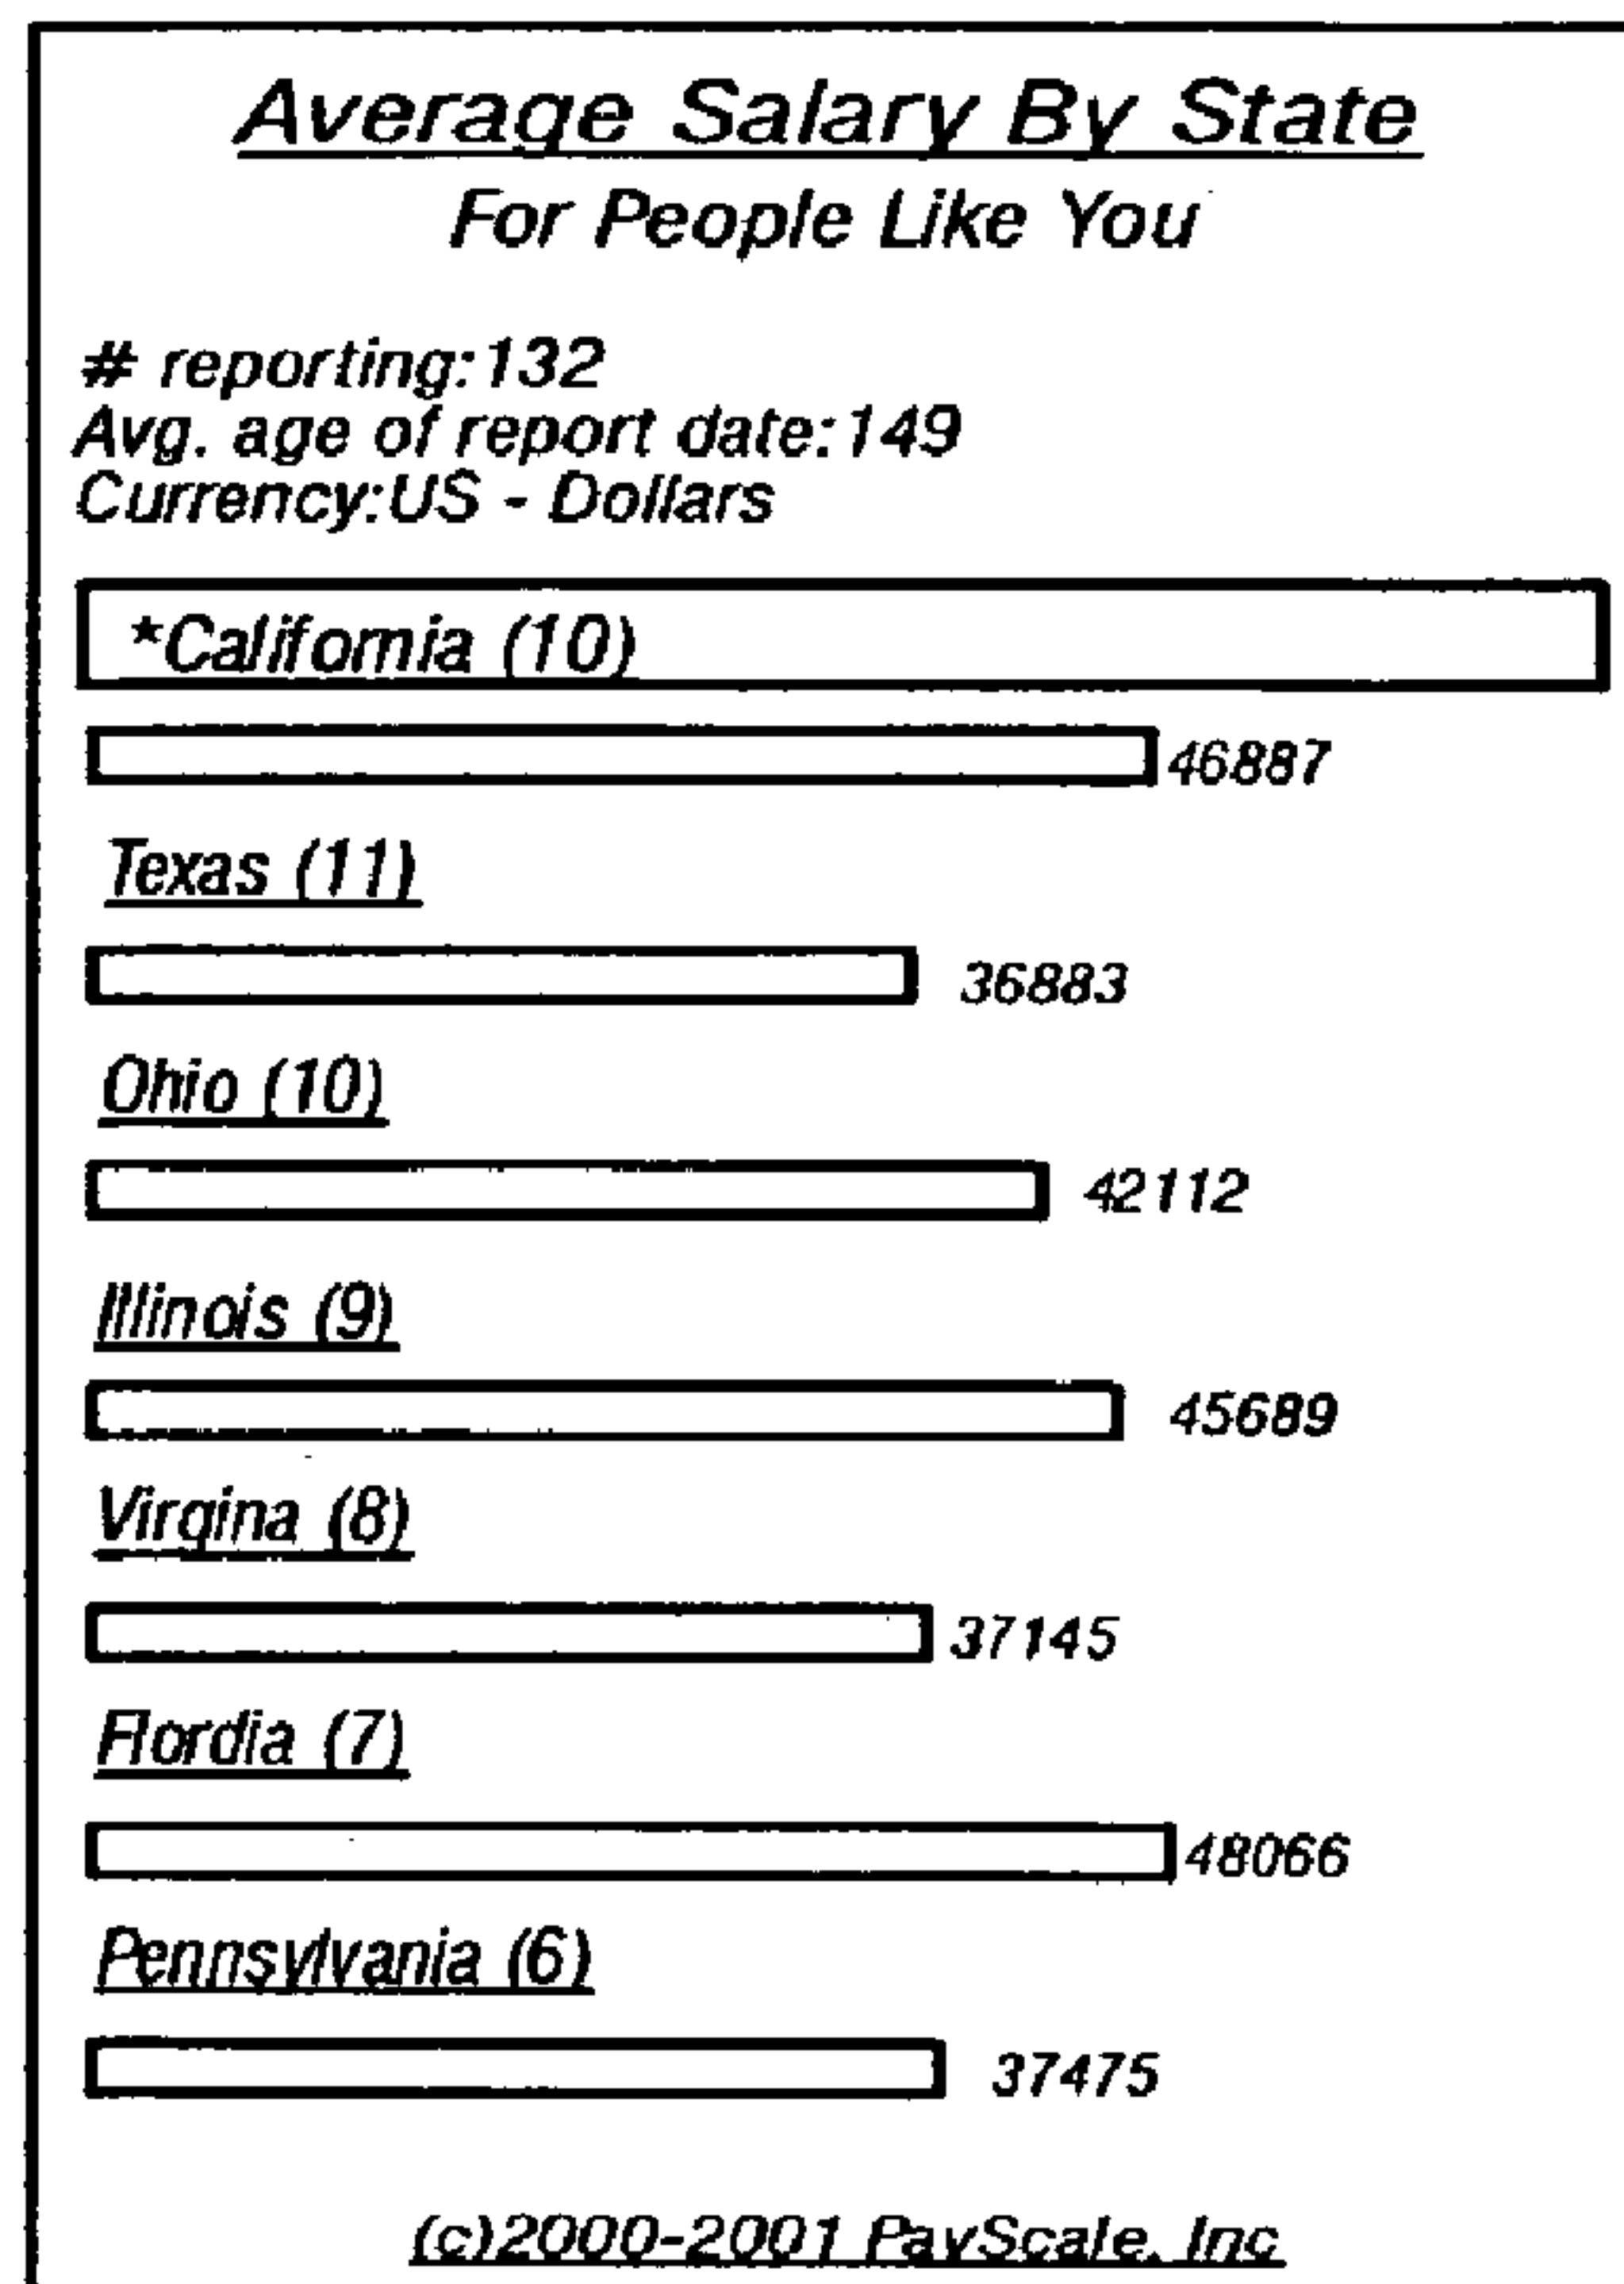 Average Salary By State
For People Like You
# reporting:132
Avg. age of report date:149
Currency:US - Dollars
*California (10)
46887
Texas (11)
36883
Ohio (10)
42112
Illinois (9)
45689
Virgina (8)
37145
Flordia (7)
48066
Pennsylvania (6)
37475
(c)2000-2001 PayScale, Inc